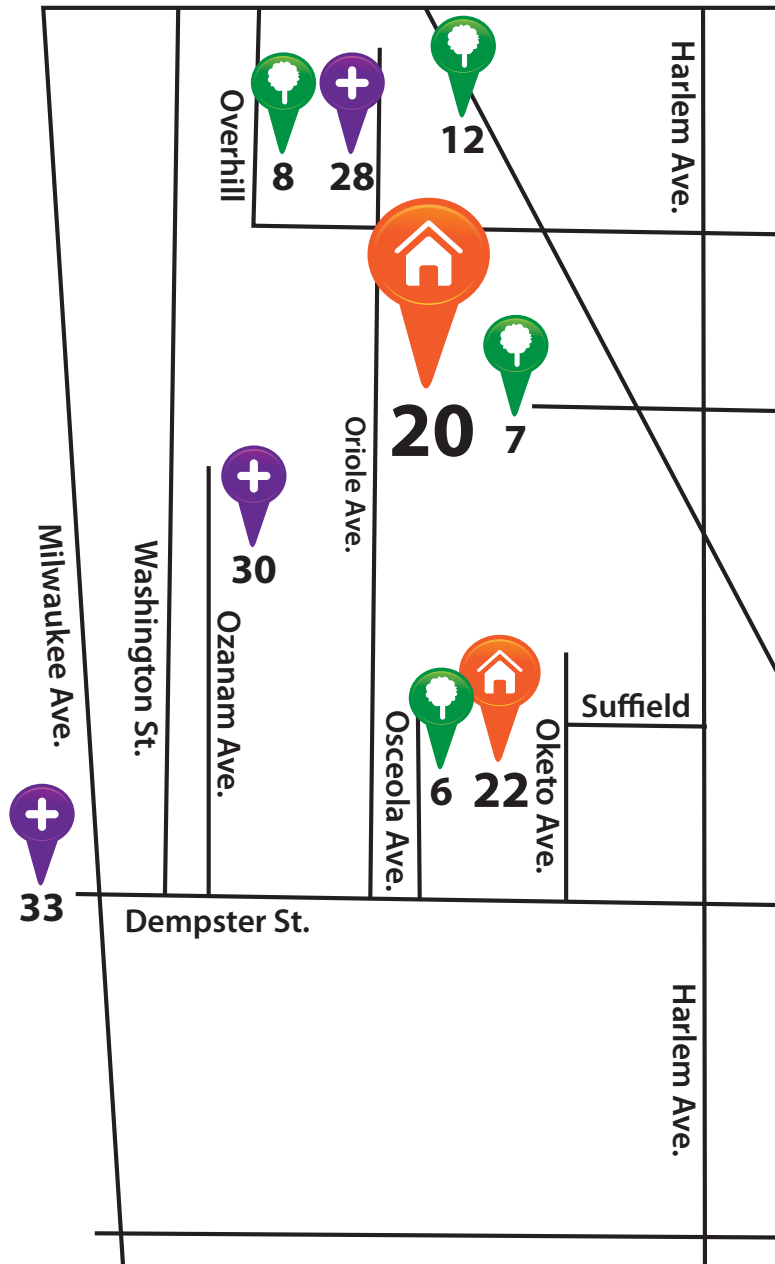 Overhill
8
28
12
Harlem Ave.
20
7
Oriole Ave.
30
Milwaukee Ave.
Washington St.
Ozanam Ave.
Osceola Ave.
6
22
Oketo Ave.
Suffield
33
Dempster St.
Harlem Ave.